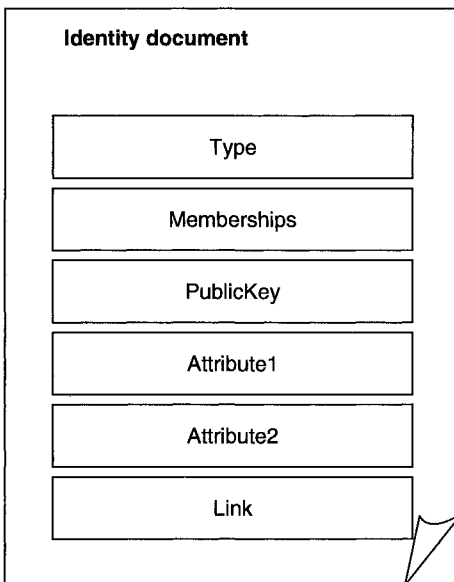 Identity document
Type
Memberships
PublicKey
Attribute1
Attribute2
Link